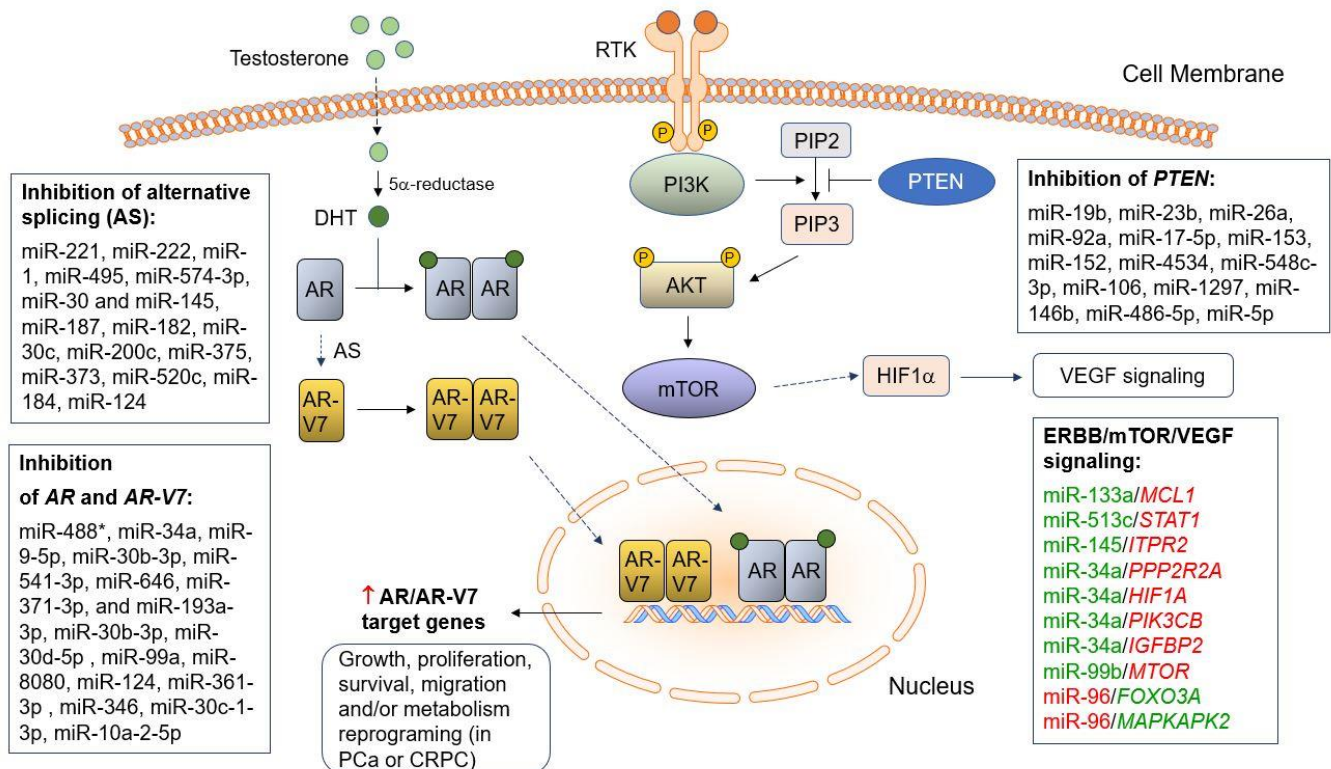 Testosterone
RTK
Cell Membrane
P
P
PIP2
PI3K
PTEN
5α-reductase
DHT
PIP3
P
P
AKT
AR
AR
AR
AS
mTOR
HIF1α
VEGF signaling
AR-
V7
AR-
V7
AR-
V7
Inhibition of alternative
splicing (AS):
miR-221, miR-222, miR-
1, miR-495, miR-574-3p,
miR-30 and miR-145,
miR-187, miR-182, miR-
30c, miR-200c, miR-375,
miR-373, miR-520c, miR-
184, miR-124
Inhibition
of AR and AR-V7:
miR-488*, miR-34a, miR-
9-5p, miR-30b-3p, miR-
541-3p, miR-646, miR-
371-3p, and miR-193a-
3p, miR-30b-3p, miR-
30d-5p , miR-99a, miR-
8080, miR-124, miR-361-
3p , miR-346, miR-30c-1-
3p, miR-10a-2-5p
Inhibition of PTEN:
miR-19b, miR-23b, miR-26a,
miR-92a, miR-17-5p, miR-153,
miR-152, miR-4534, miR-548c-
3p, miR-106, miR-1297, miR-
146b, miR-486-5p, miR-5p
ERBB/mTOR/VEGF
signaling:
miR-133a/MCL1
miR-513c/STAT1
miR-145/ITPR2
miR-34a/PPP2R2A
miR-34a/HIF1A
miR-34a/PIK3CB
miR-34a/IGFBP2
miR-99b/MTOR
miR-96/FOXO3A
miR-96/MAPKAPK2
AR-
V7
AR-
V7
AR
AR
Nucleus
↑ AR/AR-V7
target genes
Growth, proliferation,
survival, migration
and/or metabolism
reprograming (in
PCa or CRPC)